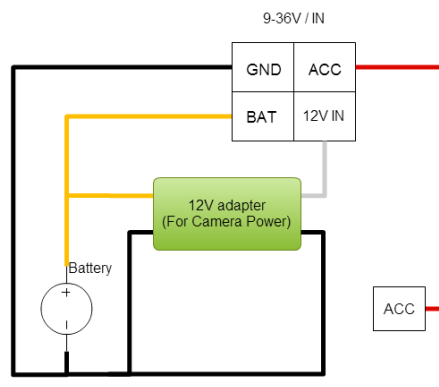 9-36V / IN
GND
ACC
BAT
12V IN
12V adapter
(For Camera Power)
Battery
+
-
ACC